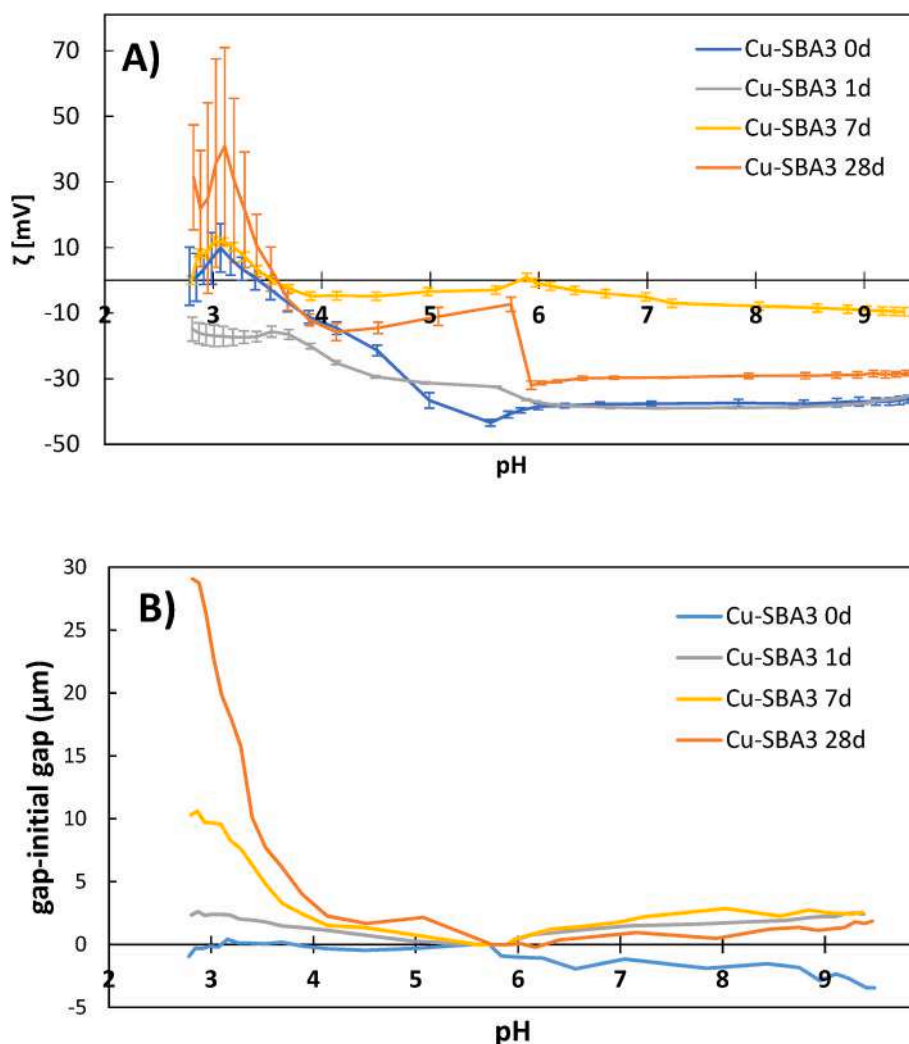 A)
70
50
30
10
-10
-30
-50
ζ [mV]
2 3 4 5 6 7 8 9
pH
Cu-SBA3 0d
Cu-SBA3 1d
Cu-SBA3 7d
Cu-SBA3 28d
B)
30
25
20
15
10
5
0
-5
gap-initial gap (μm)
2 3 4 5 6 7 8 9
pH
Cu-SBA3 0d
Cu-SBA3 1d
Cu-SBA3 7d
Cu-SBA3 28d